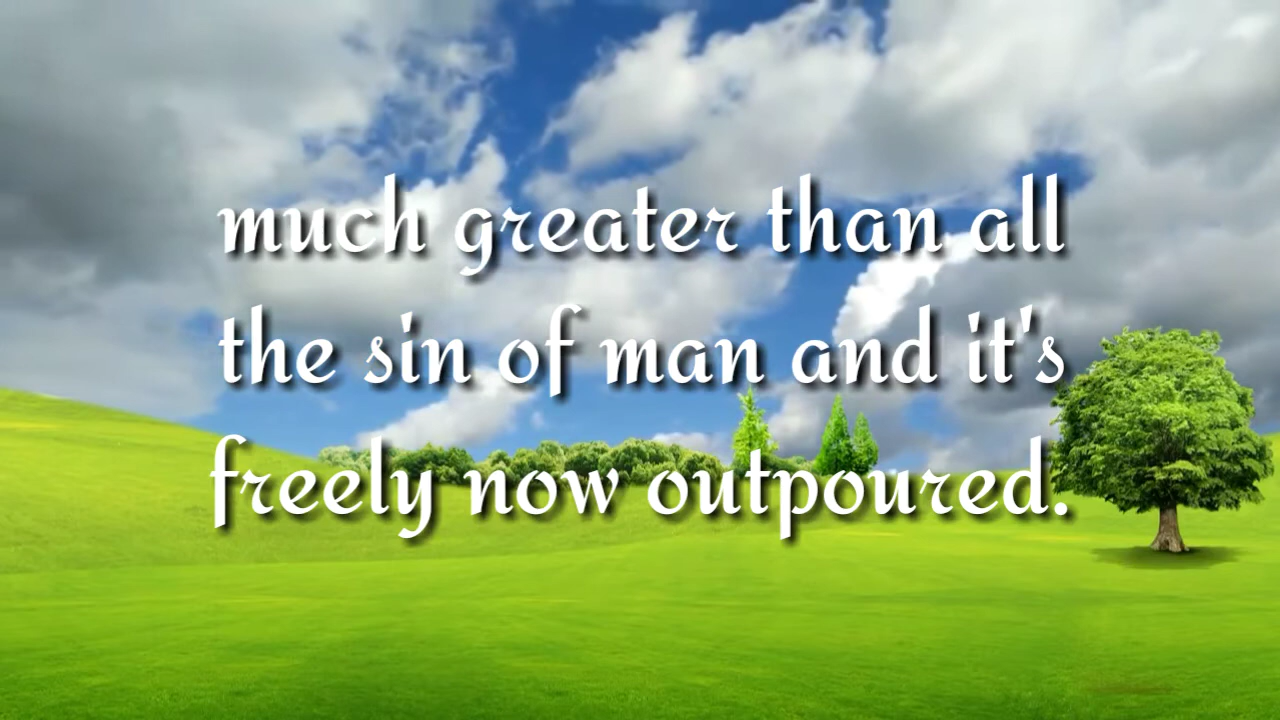 much greater than all
the sin of man and it's
freely now outpoured.